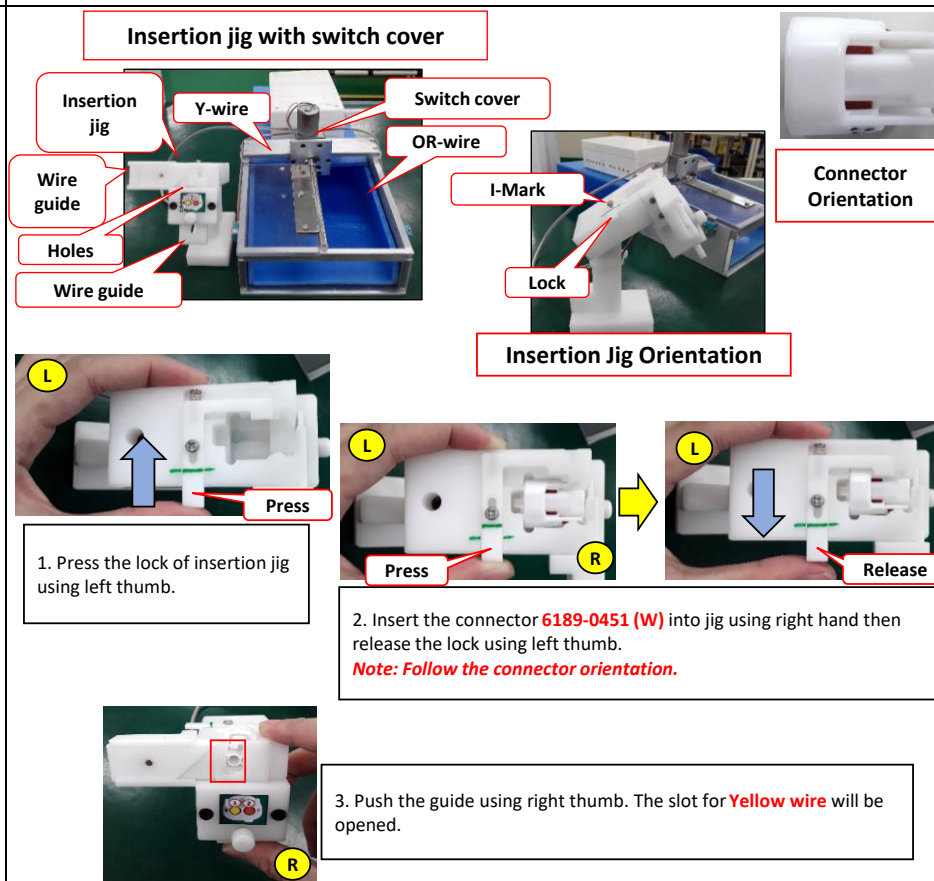 Insertion jig with switch cover
Insertion
jig
Y-wire
Switch cover
OR-wire
Wire
guide
Holes
Wire guide
I-Mark
Lock
Connector
Orientation
Insertion Jig Orientation
L
Press
1. Press the lock of insertion jig
using left thumb.
L
Press
R
L
Release
2. Insert the connector 6189-0451 (W) into jig using right hand then
release the lock using left thumb.
Note: Follow the connector orientation.
R
3. Push the guide using right thumb. The slot for Yellow wire will be
opened.